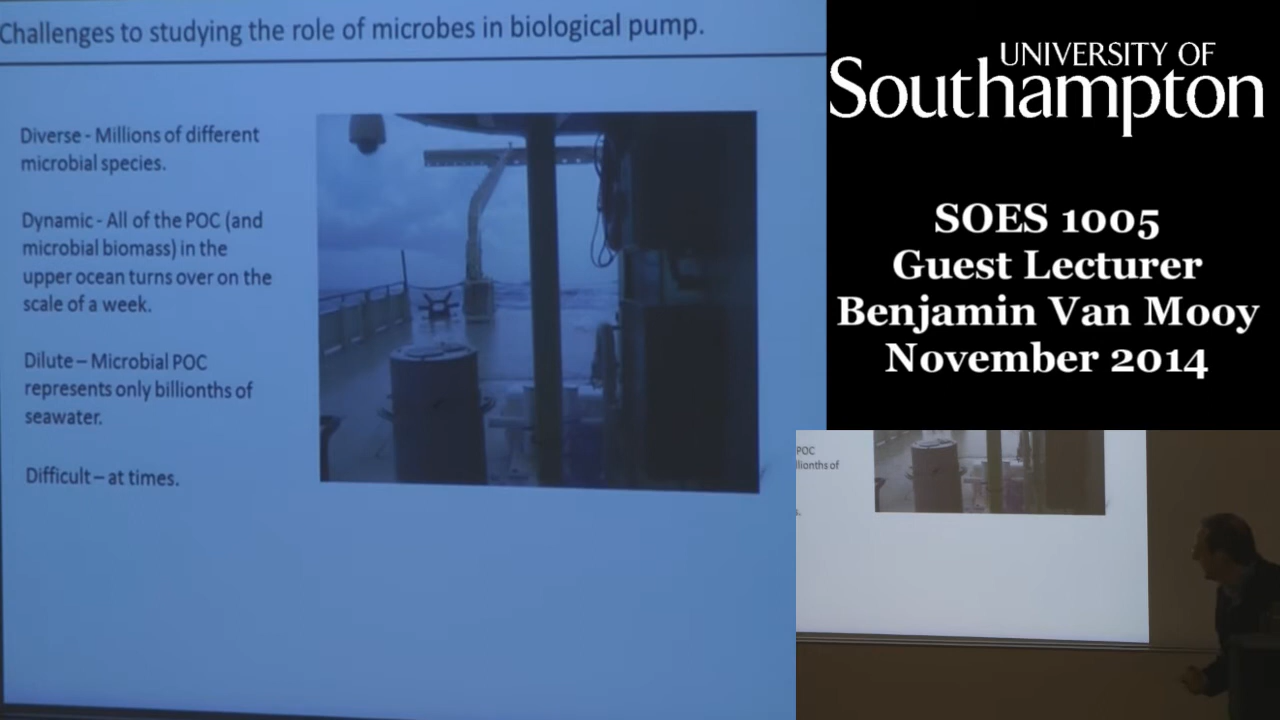 Challenges to studying the role of microbes in biological pump.
Diverse - Millions of different
microbial species.
Dynamic - All of the POC (and
microbial biomass) in the
upper ocean turns over on the
scale of a week.
Dilute – Microbial POC
represents only billionths of
seawater.
Difficult – at times.
UNIVERSITY OF
Southampton
SOES 1005
Guest Lecturer
Benjamin Van Mooy
November 2014
POC
llionths of